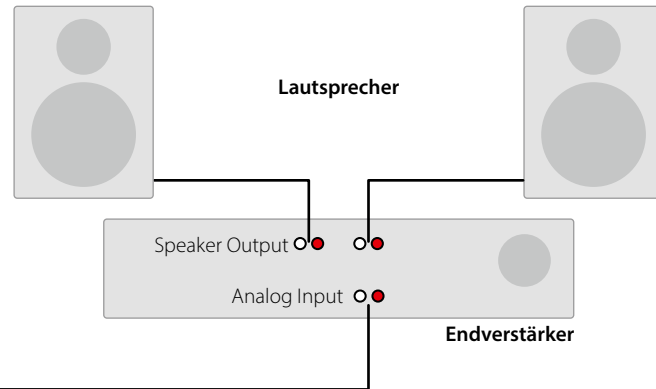 Lautsprecher
Speaker Output
Analog Input
Endverstärker